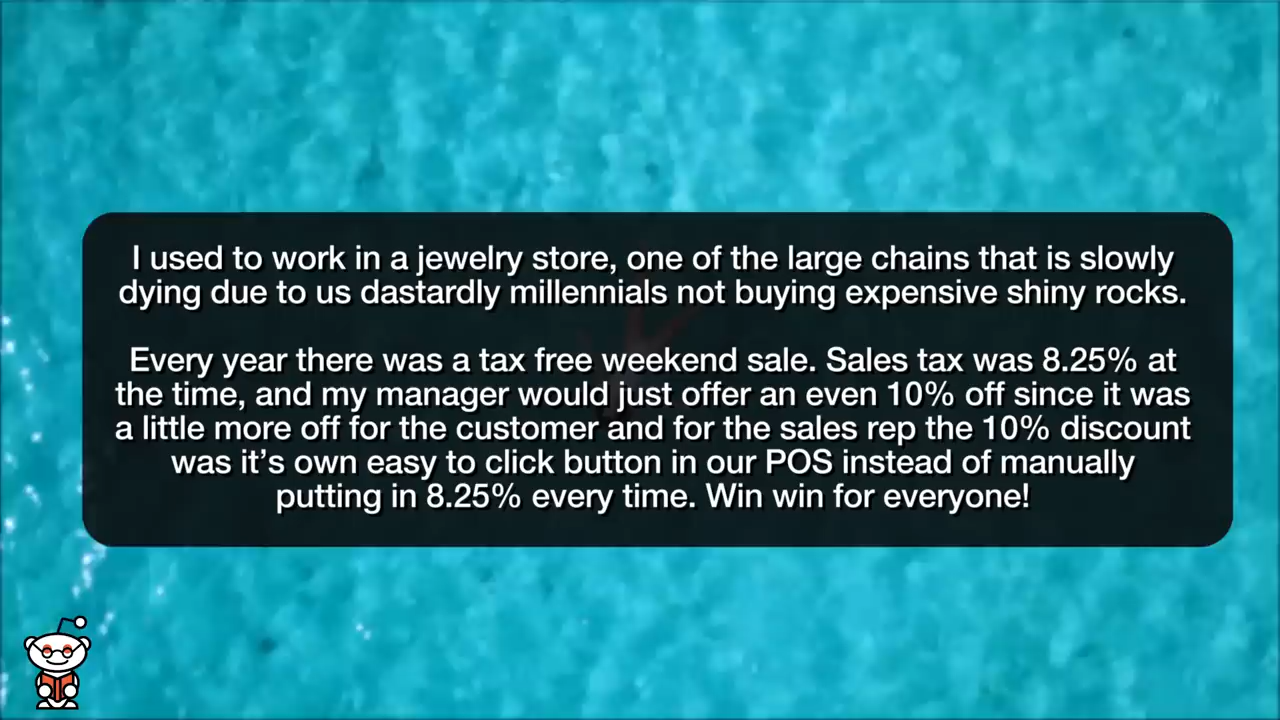 I used to work in a jewelry store, one of the large chains that is slowly
dying due to us dastardly millennials not buying expensive shiny rocks.
Every year there was a tax free weekend sale. Sales tax was 8.25% at
the time, and my manager would just offer an even 10% off since it was
a little more off for the customer and for the sales rep the 10% discount
was it’s own easy to click button in our POS instead of manually
putting in 8.25% every time. Win win for everyone!